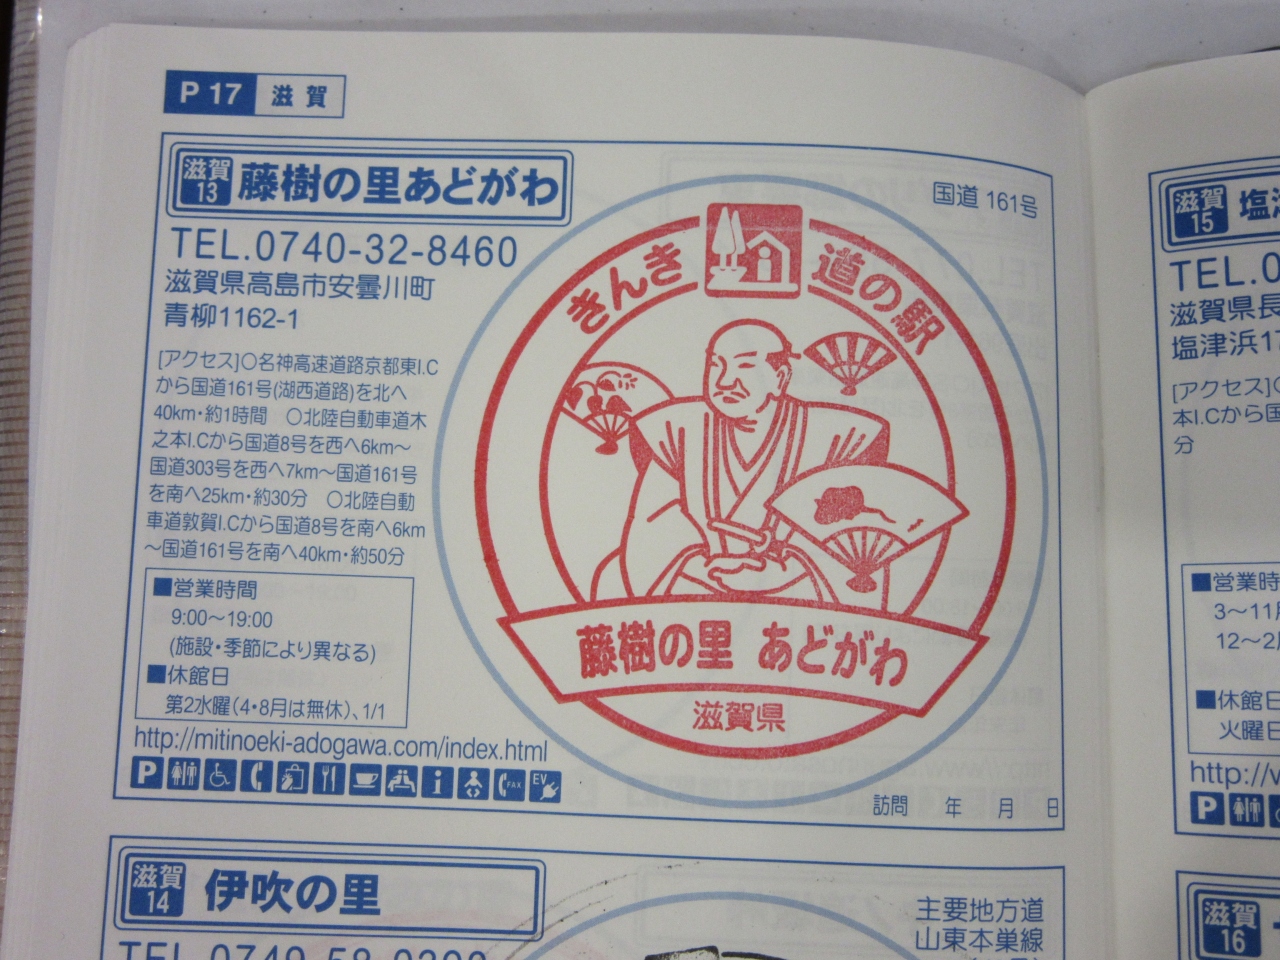 P 17 滋賀
滋賀 13 藤樹の里あどがわ
国道 161号
TEL.0740-32-8460
滋賀県高島市安曇川町
青柳1162-1
[アクセス]○名神高速道路京都東I.C
から国道161号(湖西道路)を北へ
40km・約1時間 ○北陸自動車道木
之本I.Cから国道8号を西へ6km〜
国道303号を西へ7km〜国道161号
を南へ25km・約30分 ○北陸自動
車道敦賀I.Cから国道8号を南へ6km
〜国道161号を南へ40km・約50分
■営業時間
9:00〜19:00
(施設・季節により異なる)
■休館日
第2水曜(4・8月は無休)、1/1
http://mitinoeki-adogawa.com/index.html
P FAX EV
きんき 道の駅
藤樹の里 あどがわ
滋賀県
訪問 年 月 日
滋賀 14 伊吹の里
主要地方道
山東本巣線
滋賀 15 塩
TEL.0
滋賀県長
塩津浜1
[アクセス]
本I.Cから国
分
■営業時
3〜11
12〜2
■休館日
火曜日
http://
P
滋賀 16